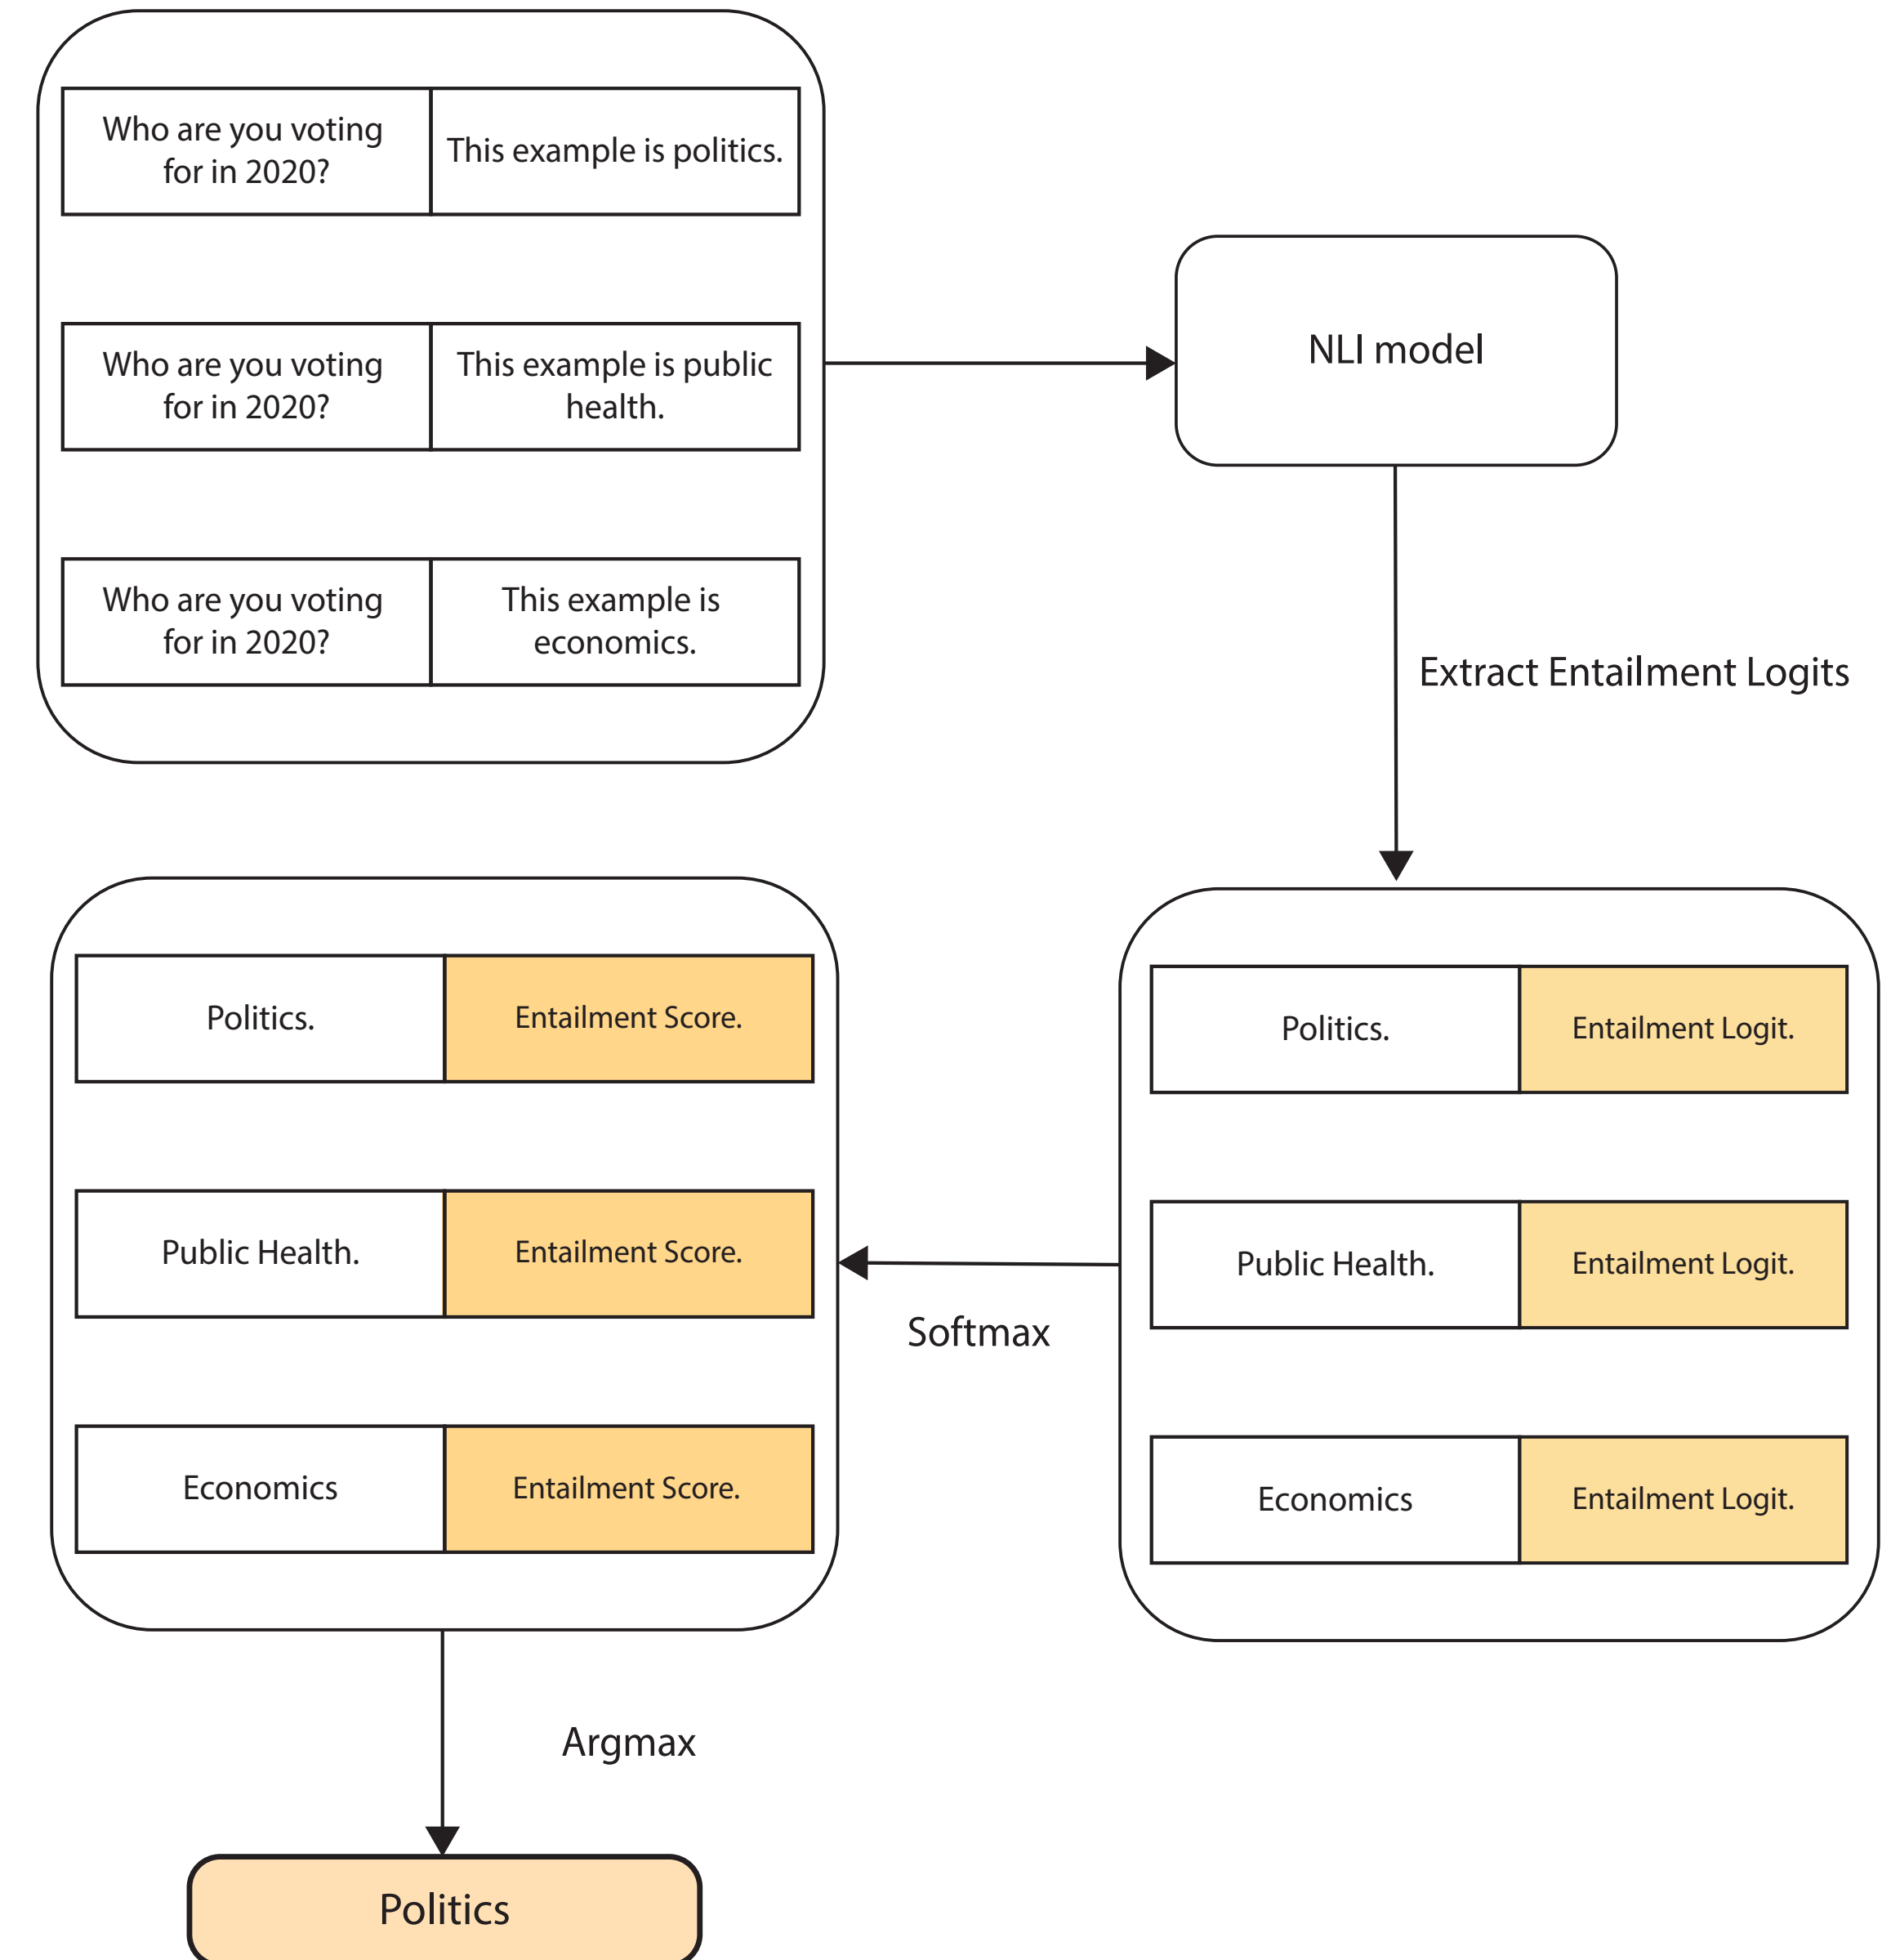 Who are you voting
for in 2020?
This example is politics.
Who are you voting
for in 2020?
This example is public
health.
Who are you voting
for in 2020?
This example is
economics.
NLI model
Extract Entailment Logits
Politics.
Entailment Logit.
Public Health.
Entailment Logit.
Economics
Entailment Logit.
Softmax
Politics.
Entailment Score.
Public Health.
Entailment Score.
Economics
Entailment Score.
Argmax
Politics